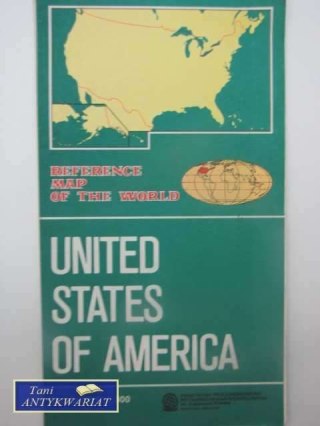 REFERENCE
MAP
OF THE WORLD
UNITED
STATES
OF AMERICA
Tani
ANTYKWARIAT